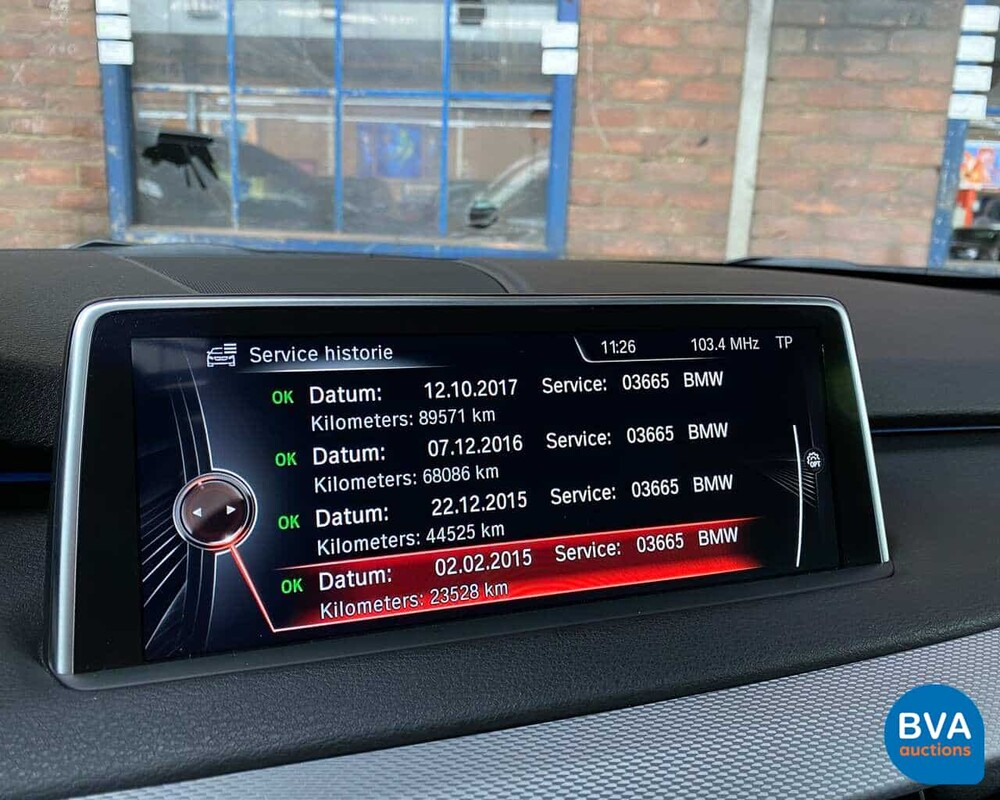 Service historie
11:26
103.4 MHz TP
OK Datum: 12.10.2017 Service: 03665 BMW
Kilometers: 89571 km
OK Datum: 07.12.2016 Service: 03665 BMW
Kilometers: 68086 km
OPT
OK Datum: 22.12.2015 Service: 03665 BMW
Kilometers: 44525 km
OK Datum: 02.02.2015 Service: 03665 BMW
Kilometers: 23528 km
BVA
auctions